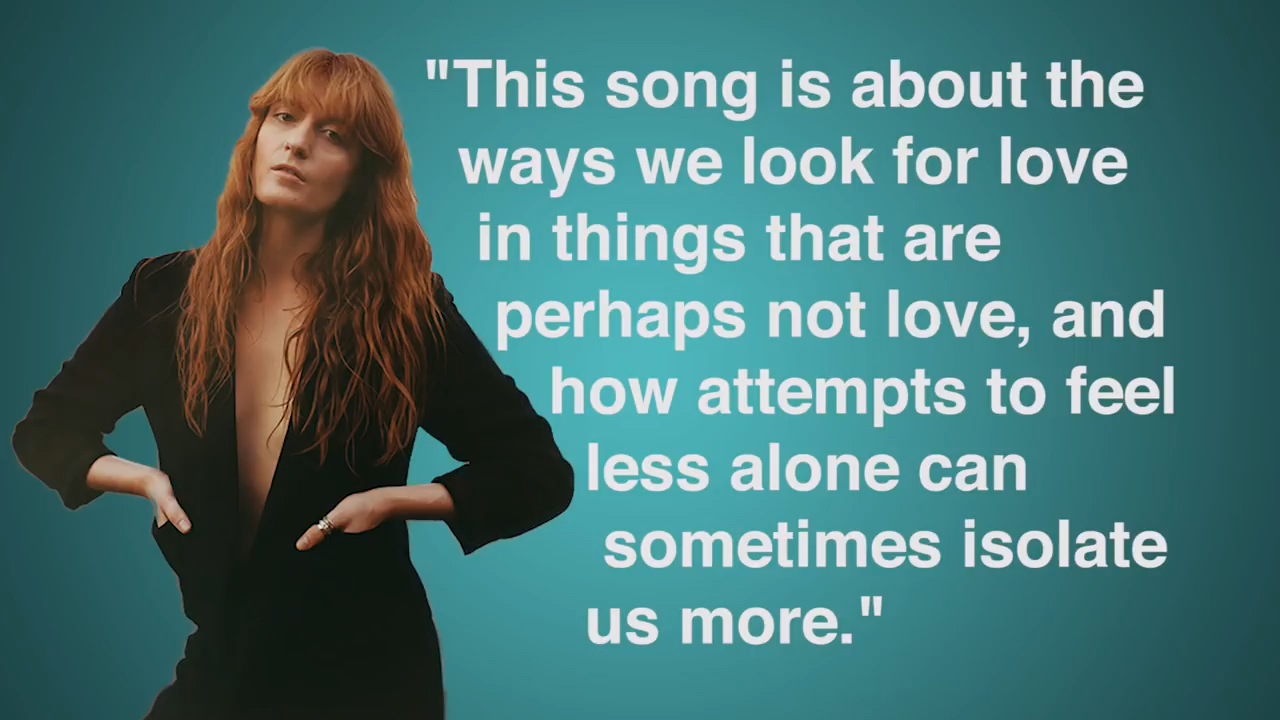 "This song is about the
ways we look for love
in things that are
perhaps not love, and
how attempts to feel
less alone can
sometimes isolate
us more."